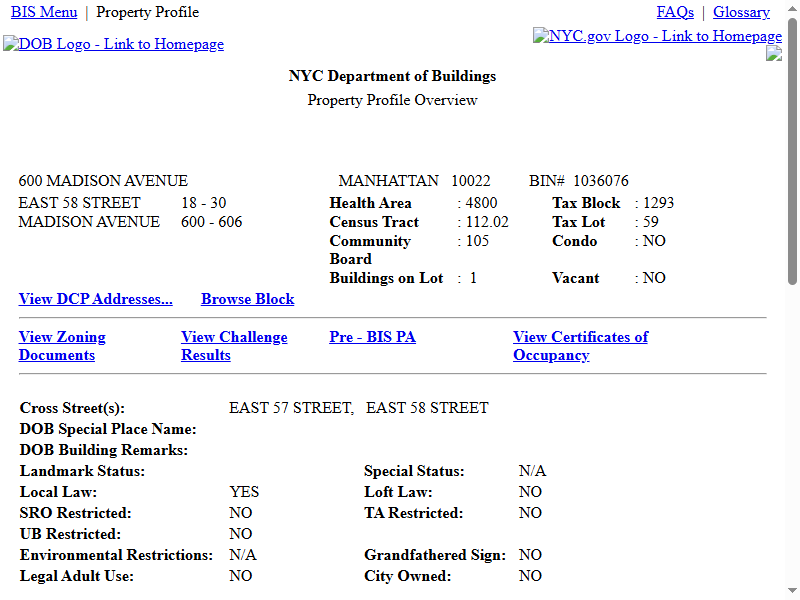 BIS Menu | Property Profile FAQs | Glossary
DOB Logo - Link to Homepage NYC.gov Logo - Link to Homepage
NYC Department of Buildings
Property Profile Overview
600 MADISON AVENUE MANHATTAN 10022 BIN# 1036076
EAST 58 STREET 18 - 30 Health Area : 4800 Tax Block : 1293
MADISON AVENUE 600 - 606 Census Tract : 112.02 Tax Lot : 59
Community Board : 105 Condo : NO
Buildings on Lot : 1 Vacant : NO
View DCP Addresses... Browse Block
View Zoning Documents View Challenge Results Pre - BIS PA View Certificates of Occupancy
Cross Street(s): EAST 57 STREET, EAST 58 STREET
DOB Special Place Name:
DOB Building Remarks:
Landmark Status: Special Status: N/A
Local Law: YES Loft Law: NO
SRO Restricted: NO TA Restricted: NO
UB Restricted: NO
Environmental Restrictions: N/A Grandfathered Sign: NO
Legal Adult Use: NO City Owned: NO